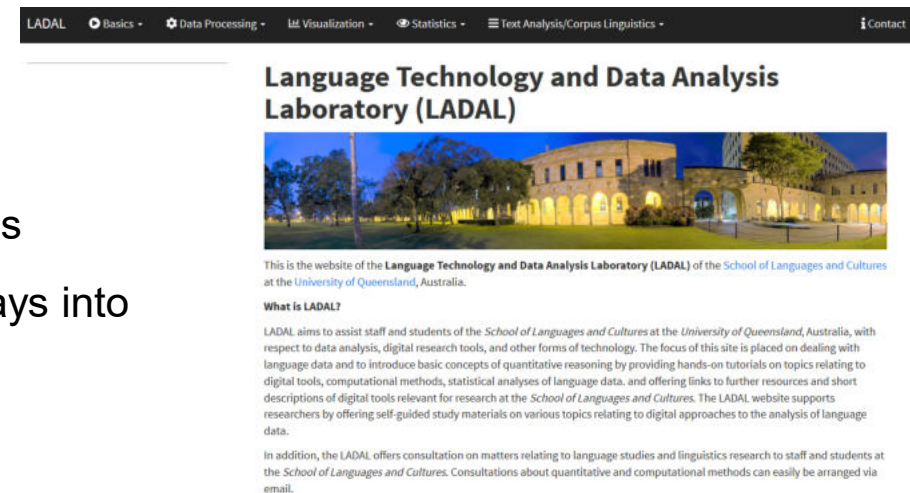 LADAL Basics Data Processing Visualization Statistics Text Analysis/Corpus Linguistics Contact
Language Technology and Data Analysis
Laboratory (LADAL)
s
ays into
This is the website of the Language Technology and Data Analysis Laboratory (LADAL) of the School of Languages and Cultures
at the University of Queensland, Australia.
What is LADAL?
LADAL aims to assist staff and students of the School of Languages and Cultures at the University of Queensland, Australia, with
respect to data analysis, digital research tools, and other forms of technology. The focus of this site is placed on dealing with
language data and to introduce basic concepts of quantitative reasoning by providing hands-on tutorials on topics relating to
digital tools, computational methods, statistical analyses of language data. and offering links to further resources and short
descriptions of digital tools relevant for research at the School of Languages and Cultures. The LADAL website supports
researchers by offering self-guided study materials on various topics relating to digital approaches to the analysis of language
data.
In addition, the LADAL offers consultation on matters relating to language studies and linguistics research to staff and students at
the School of Languages and Cultures. Consultations about quantitative and computational methods can easily be arranged via
email.